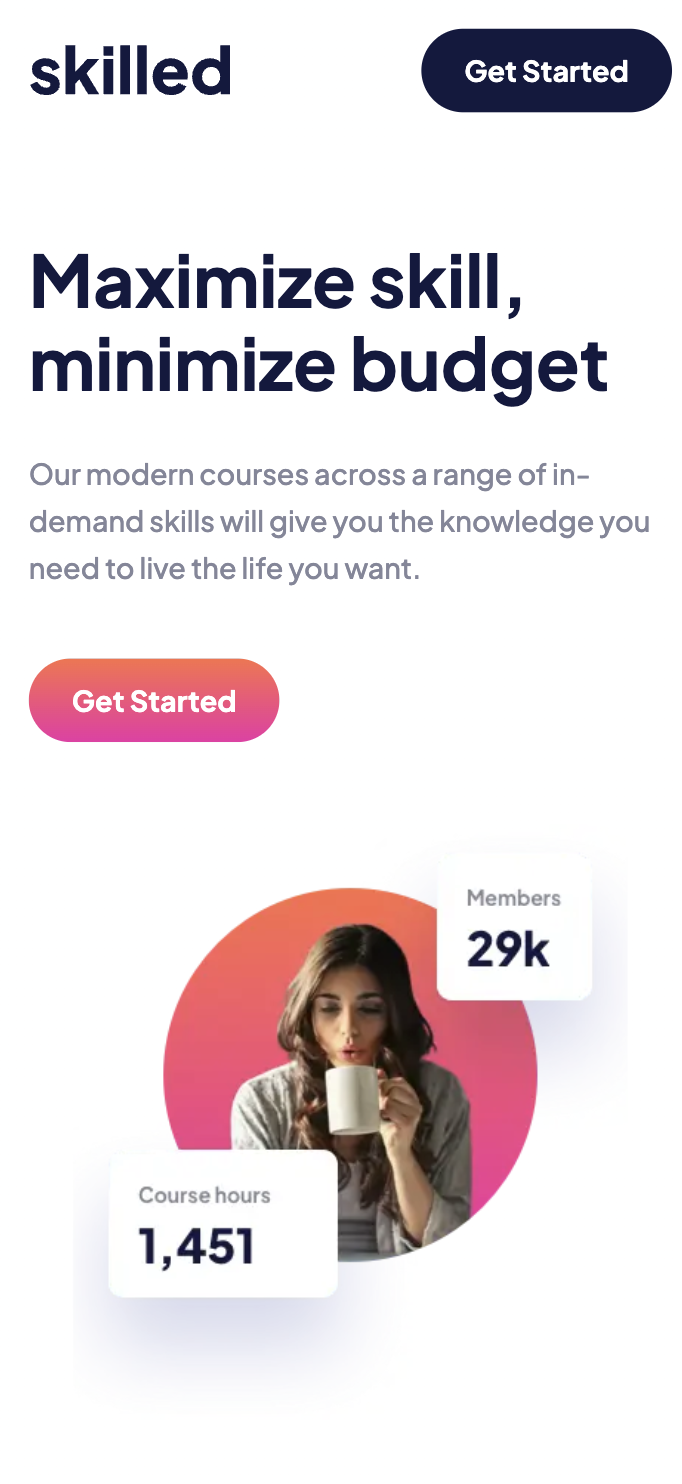 skilled
Get Started
Maximize skill,
minimize budget
Our modern courses across a range of in-
demand skills will give you the knowledge you
need to live the life you want.
Get Started
Members
29k
Course hours
1,451